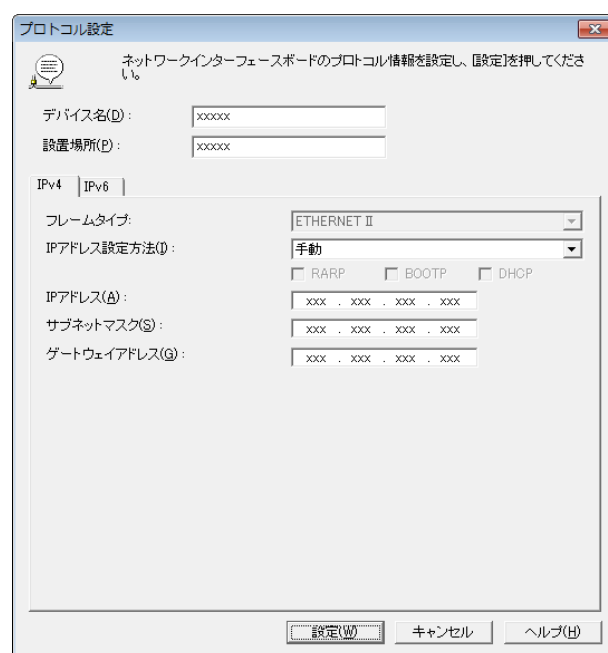 プロトコル設定
ネットワークインターフェースボードのプロトコル情報を設定し、[設定]を押してくださ
い。
デバイス名(D) : xxxxx
設置場所(P) : xxxxx
IPv4 IPv6
フレームタイプ: ETHERNET II
IPアドレス設定方法(I) : 手動
RARP BOOTP DHCP
IPアドレス(A) : xxx . xxx . xxx . xxx
サブネットマスク(S) : xxx . xxx . xxx . xxx
ゲートウェイアドレス(G) : xxx . xxx . xxx . xxx
設定(W) キャンセル ヘルプ(H)